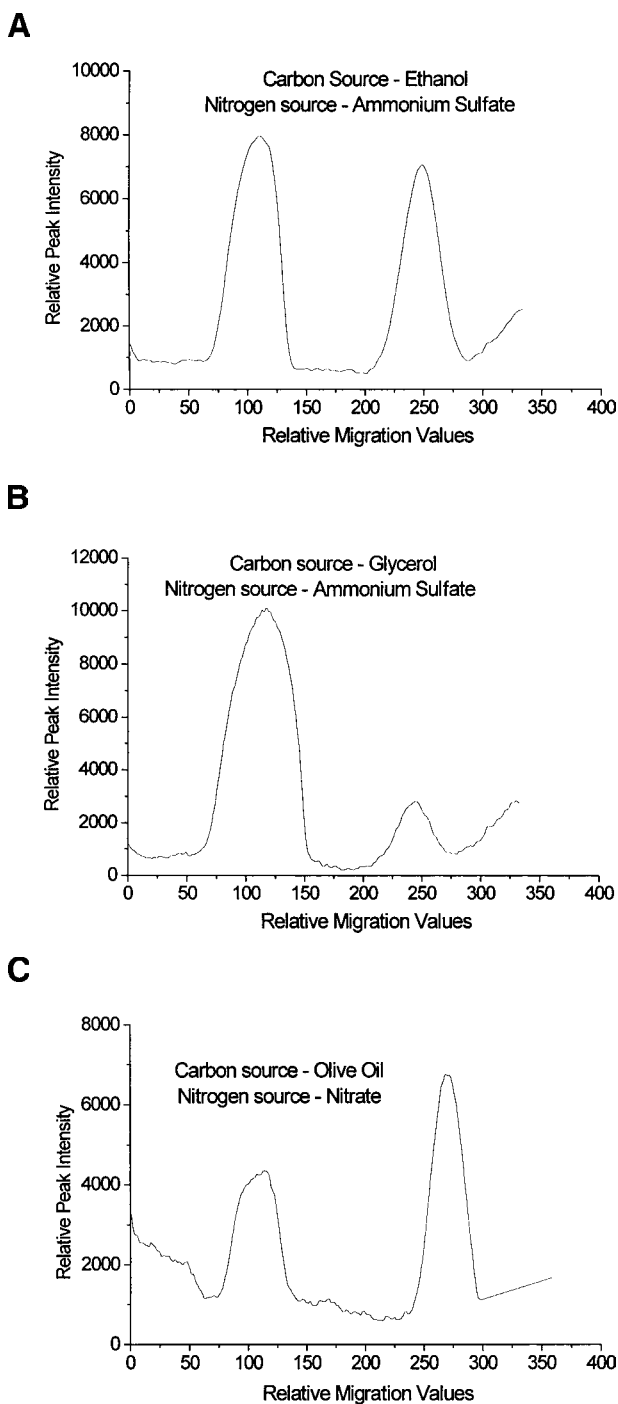 A
Carbon Source - Ethanol
Nitrogen source - Ammonium Sulfate
Relative Peak Intensity
10000
8000
6000
4000
2000
0
0 50 100 150 200 250 300 350 400
Relative Migration Values
B
Carbon source - Glycerol
Nitrogen source - Ammonium Sulfate
Relative Peak Intensity
12000
10000
8000
6000
4000
2000
0
0 50 100 150 200 250 300 350 400
Relative Migration Values
C
Carbon source - Olive Oil
Nitrogen source - Nitrate
Relative Peak Intensity
8000
6000
4000
2000
0
0 50 100 150 200 250 300 350 400
Relative Migration Values